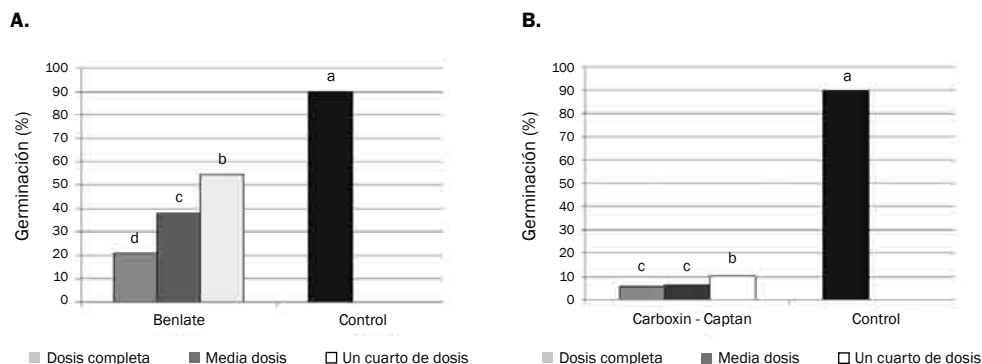 A.
Germinación (%)
100
90
80
70
60
50
40
30
20
10
0
d
c
b
a
Benlate
Control
Dosis completa
Media dosis
Un cuarto de dosis
B.
Germinación (%)
100
90
80
70
60
50
40
30
20
10
0
c
c
b
a
Carboxin - Captan
Control
Dosis completa
Media dosis
Un cuarto de dosis